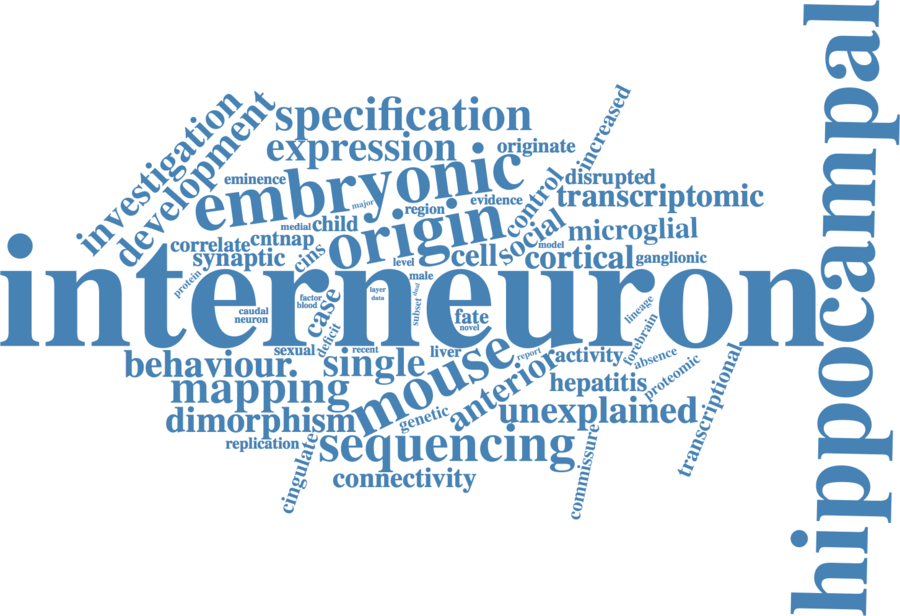 investigation
development
specification
expression
originate
increased
eminence
embryonic
major
evidence
region
control
disrupted
transcriptomic
medial
child
origin
social
microglial
correlate
cntnap
synaptic
cins
level
cell
model
cortical
ganglionic
protein
interneuron
hippocampal
male
layer
data
dual
subset
factor
blood
case
caudal
neuron
deficit
fate
novel
lineage
forebrain
sexual
recent
liver
report
activity
absence
behaviour.
single
mouse
anterior
hepatitis
proteomic
transcriptional
mapping
dimorphism
genetic
unexplained
replication
cingulate
sequencing
commissure
connectivity